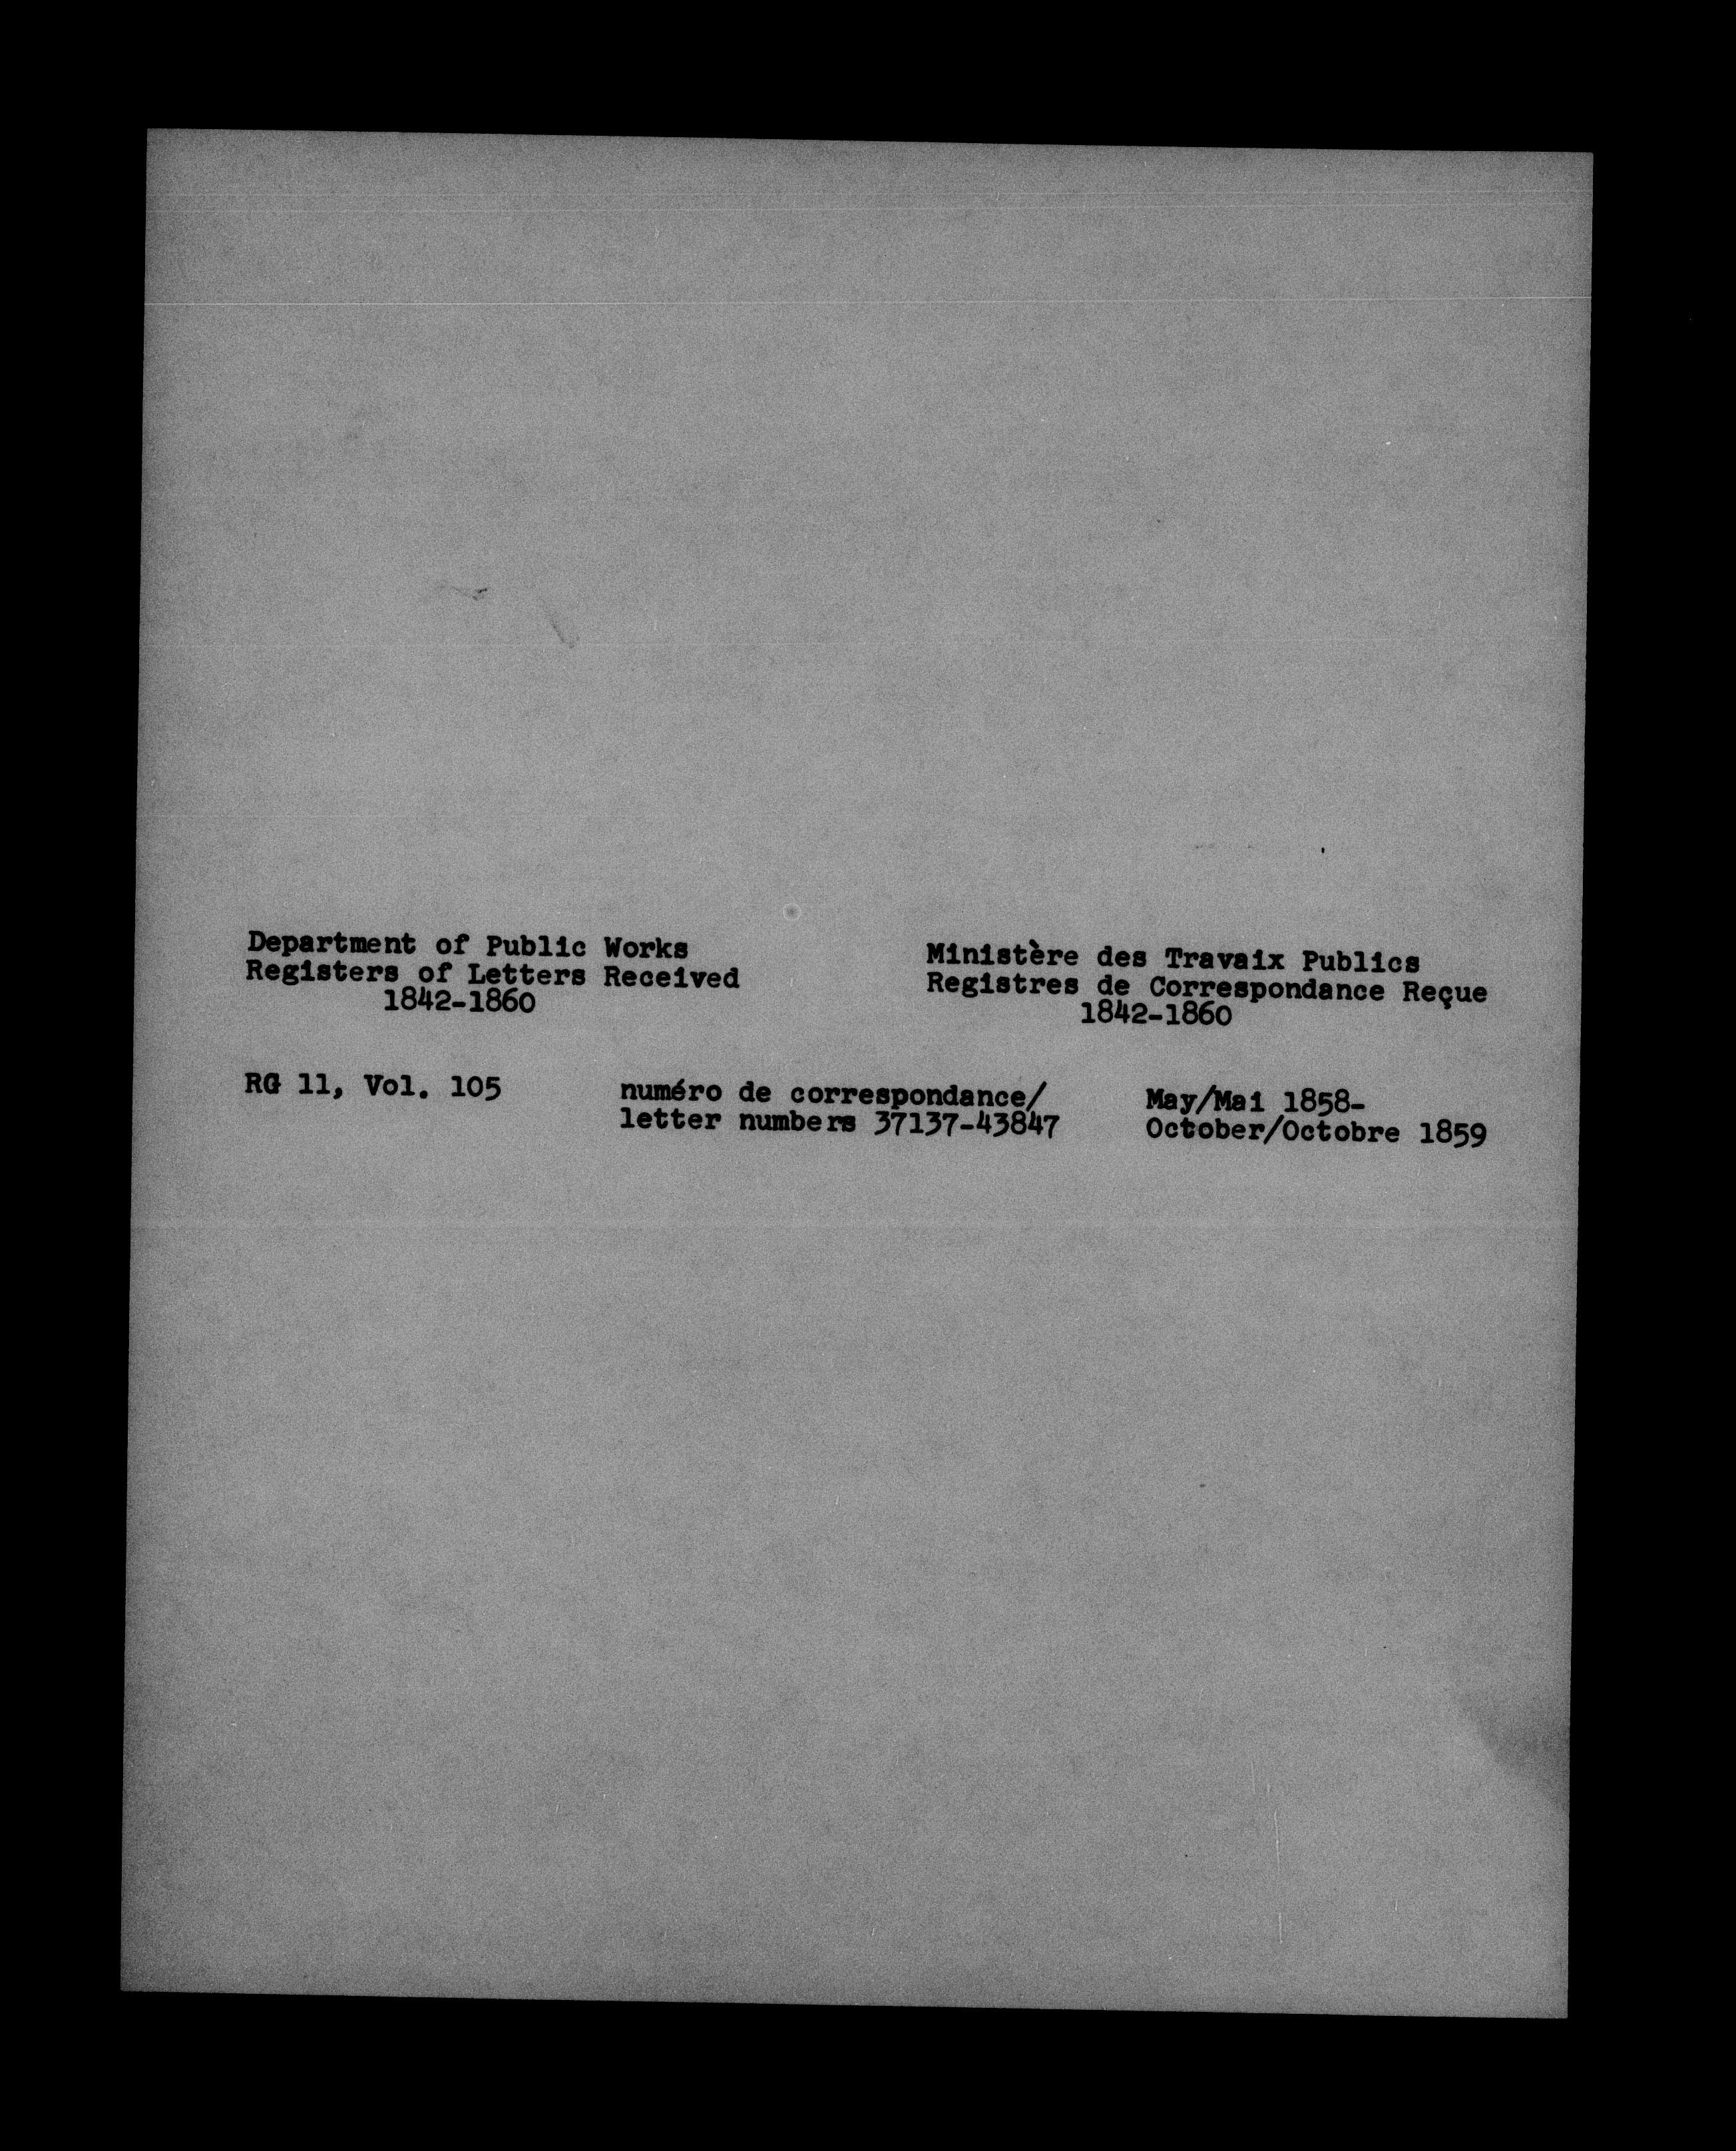 Department of Public Works
Registers of Letters Received
1842-1860
Ministère des Travaix Publics
Registres de Correspondance Reçue
1842-1860
RG 11, Vol. 105
numéro de correspondance/
letter numbers 37137-43847
May/Mai 1858-
October/Octobre 1859